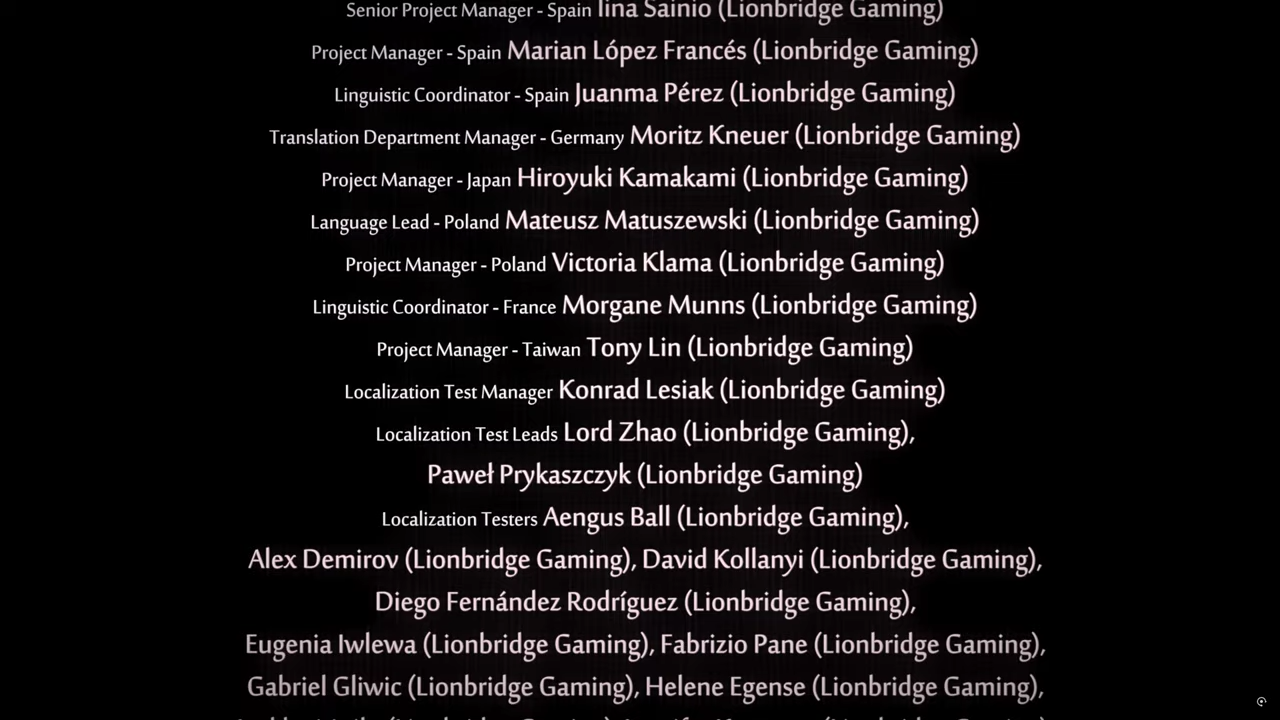 Senior Project Manager - Spain Iina Sainio (Lionbridge Gaming)
Project Manager - Spain Marian López Francés (Lionbridge Gaming)
Linguistic Coordinator - Spain Juanma Pérez (Lionbridge Gaming)
Translation Department Manager - Germany Moritz Kneuer (Lionbridge Gaming)
Project Manager - Japan Hiroyuki Kamakami (Lionbridge Gaming)
Language Lead - Poland Mateusz Matuszewski (Lionbridge Gaming)
Project Manager - Poland Victoria Klama (Lionbridge Gaming)
Linguistic Coordinator - France Morgane Munns (Lionbridge Gaming)
Project Manager - Taiwan Tony Lin (Lionbridge Gaming)
Localization Test Manager Konrad Lesiak (Lionbridge Gaming)
Localization Test Leads Lord Zhao (Lionbridge Gaming),
Paweł Prykaszczyk (Lionbridge Gaming)
Localization Testers Aengus Ball (Lionbridge Gaming),
Alex Demirov (Lionbridge Gaming), David Kollanyi (Lionbridge Gaming),
Diego Fernández Rodríguez (Lionbridge Gaming),
Eugenia Iwlewa (Lionbridge Gaming), Fabrizio Pane (Lionbridge Gaming),
Gabriel Gliwic (Lionbridge Gaming), Helene Egense (Lionbridge Gaming),